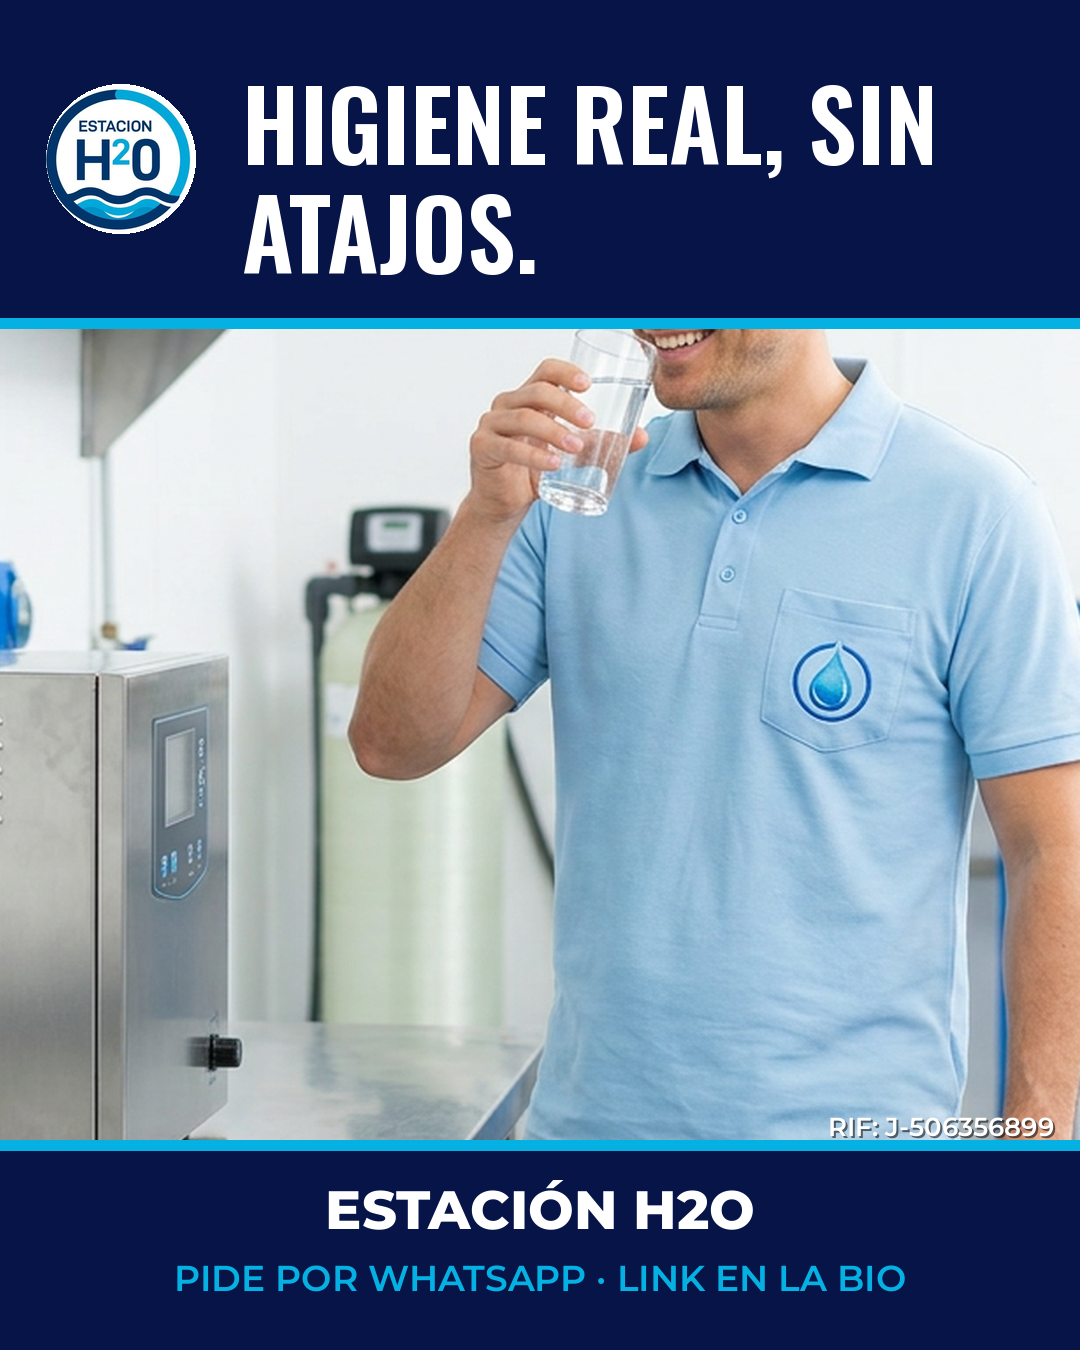 ESTACION
H2O
HIGIENE REAL, SIN
ATAJOS.
RIF: J-506356899
ESTACIÓN H2O
PIDE POR WHATSAPP · LINK EN LA BIO